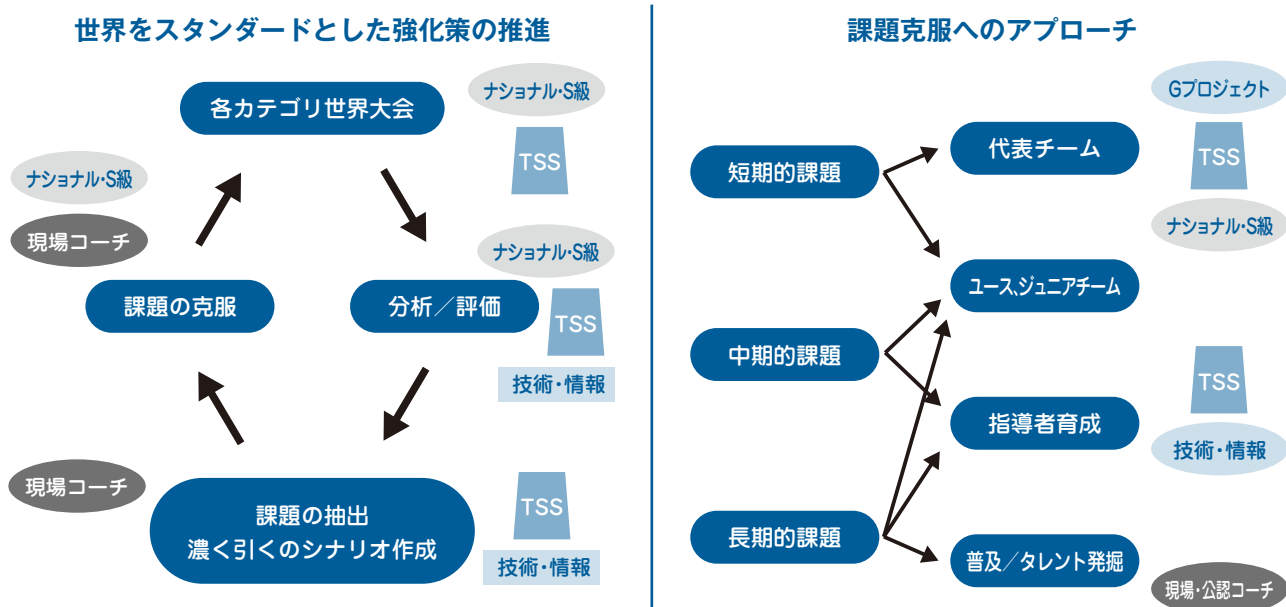 世界をスタンダードとした強化策の推進
各カテゴリ世界大会
ナショナル・S級
TSS
ナショナル・S級
現場コーチ
課題の克服
分析／評価
ナショナル・S級
TSS
技術・情報
現場コーチ
課題の抽出
濃く引くのシナリオ作成
TSS
技術・情報
課題克服へのアプローチ
短期的課題
中期的課題
長期的課題
代表チーム
ユース、ジュニアチーム
指導者育成
普及／タレント発掘
Gプロジェクト
TSS
ナショナル・S級
TSS
技術・情報
現場・公認コーチ